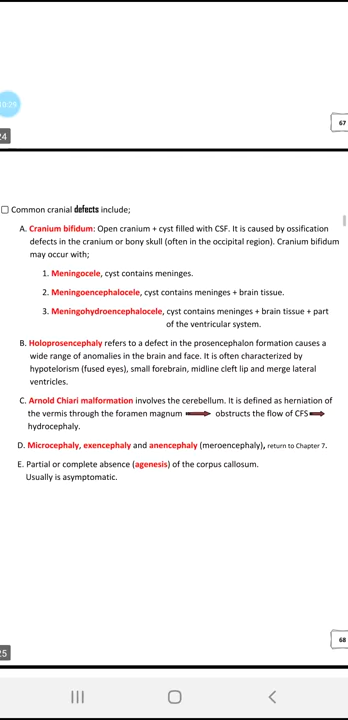 18/29
67
24
Common cranial defects include;
A. Cranium bifidum: Open cranium + cyst filled with CSF. It is caused by ossification
defects in the cranium or bony skull (often in the occipital region). Cranium bifidum
may occur with;
1. Meningocele, cyst contains meninges.
2. Meningoencephalocele, cyst contains meninges + brain tissue.
3. Meningohydroencephalocele, cyst contains meninges + brain tissue + part
of the ventricular system.
B. Holoprosencephaly refers to a defect in the prosencephalon formation causes a
wide range of anomalies in the brain and face. It is often characterized by
hypotelorism (fused eyes), small forebrain, midline cleft lip and merge lateral
ventricles.
C. Arnold Chiari malformation involves the cerebellum. It is defined as herniation of
the vermis through the foramen magnum obstructs the flow of CFS
hydrocephaly.
D. Microcephaly, exencephaly and anencephaly (meroencephaly), return to Chapter 7.
E. Partial or complete absence (agenesis) of the corpus callosum.
Usually is asymptomatic.
68
25